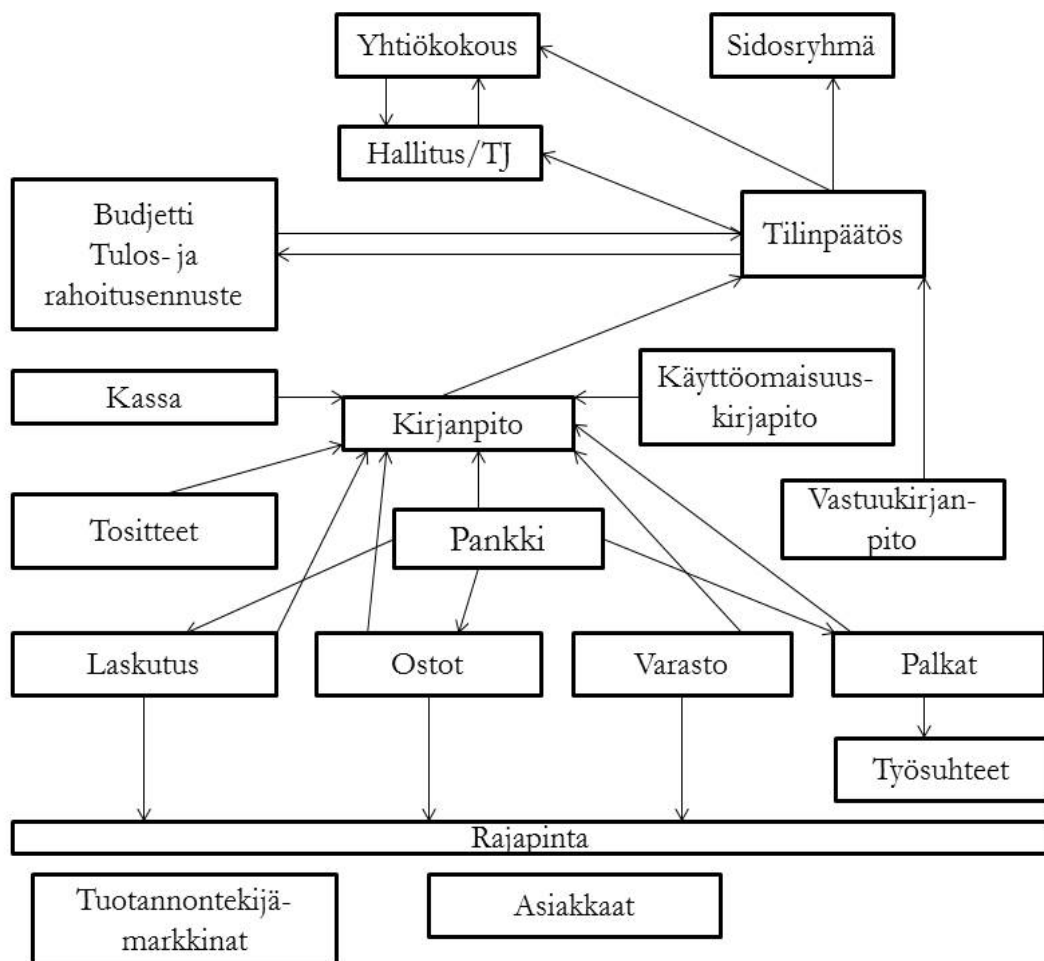 Yhtiökokous
Sidosryhmä
Hallitus/TJ
Budjetti
Tulos- ja
rahoitusennuste
Tilinpäätös
Kassa
Kirjanpito
Käyttöomaisuus-
kirjapito
Tositteet
Pankki
Vastuukirjan-
pito
Laskutus
Ostot
Varasto
Palkat
Työsuhteet
Rajapinta
Tuotannontekijä-
markkinat
Asiakkaat